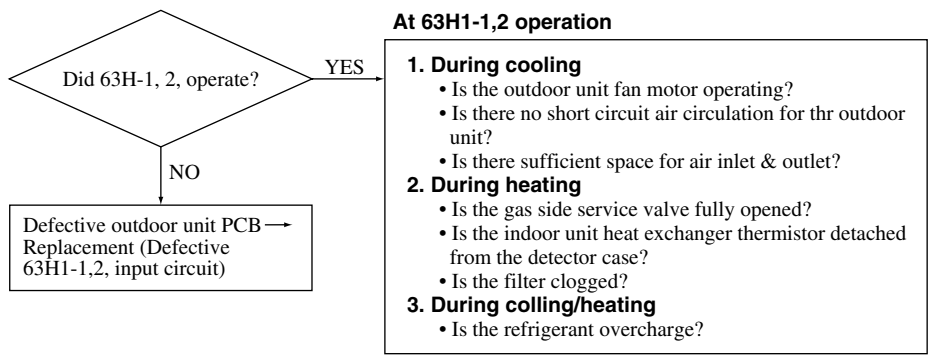 Did 63H-1, 2, operate?
YES
NO
Defective outdoor unit PCB →
Replacement (Defective
63H1-1,2, input circuit)
At 63H1-1,2 operation
1. During cooling
• Is the outdoor unit fan motor operating?
• Is there no short circuit air circulation for thr outdoor
unit?
• Is there sufficient space for air inlet & outlet?
2. During heating
• Is the gas side service valve fully opened?
• Is the indoor unit heat exchanger thermistor detached
from the detector case?
• Is the filter clogged?
3. During colling/heating
• Is the refrigerant overcharge?